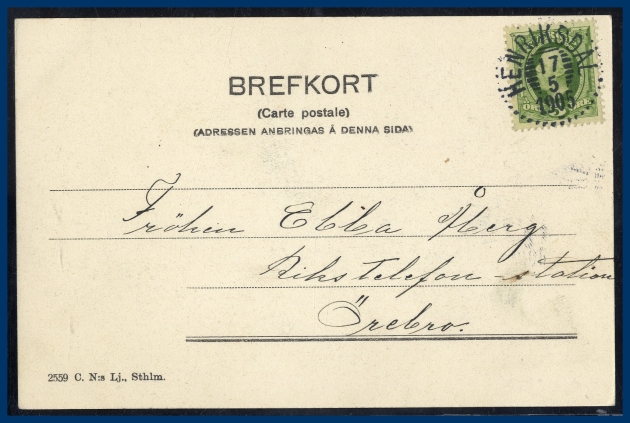 HENRIKSDAL
17
5
1905
BREFKORT
(Carte postale)
(ADRESSEN ANBRINGAS Å DENNA SIDA)
Fröken Ebba Åberg
Rikstelefon-station
Örebro.
2559 C. N:s Lj., Sthlm.